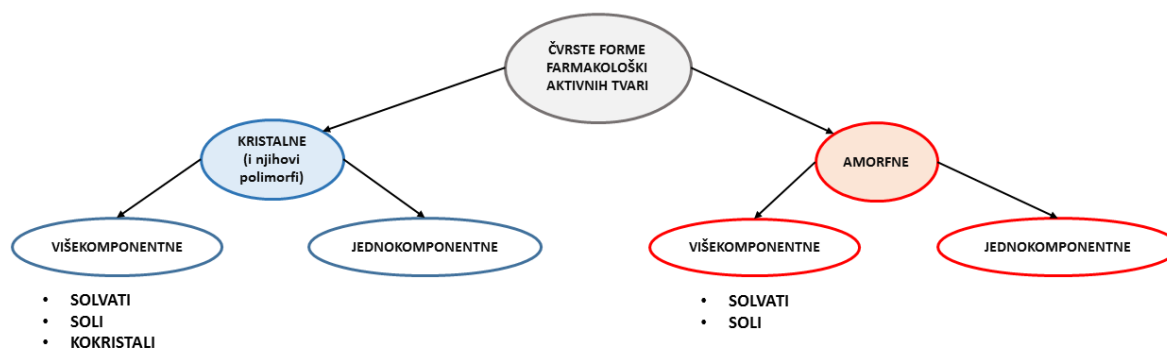 ČVRSTE FORME
FARMAKOLOŠKI
AKTIVNIH TVARI
KRISTALNE
(i njihovi
polimorfi)
AMORFNE
VIŠEKOMPONENTNE
JEDNOKOMPONENTNE
VIŠEKOMPONENTNE
JEDNOKOMPONENTNE
• SOLVATI
• SOLI
• KOKRISTALI
• SOLVATI
• SOLI